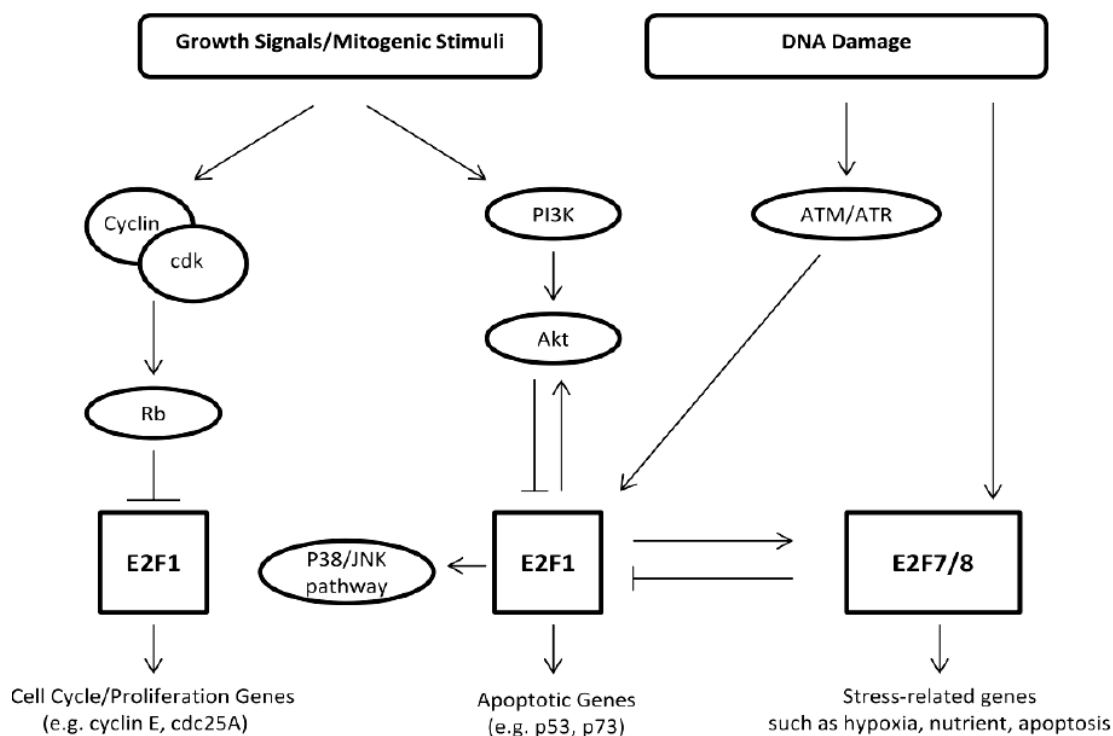 Growth Signals/Mitogenic Stimuli
DNA Damage
Cyclin
cdk
PI3K
ATM/ATR
Akt
Rb
E2F1
P38/JNK
pathway
E2F1
E2F7/8
Cell Cycle/Proliferation Genes
(e.g. cyclin E, cdc25A)
Apoptotic Genes
(e.g. p53, p73)
Stress-related genes
such as hypoxia, nutrient, apoptosis